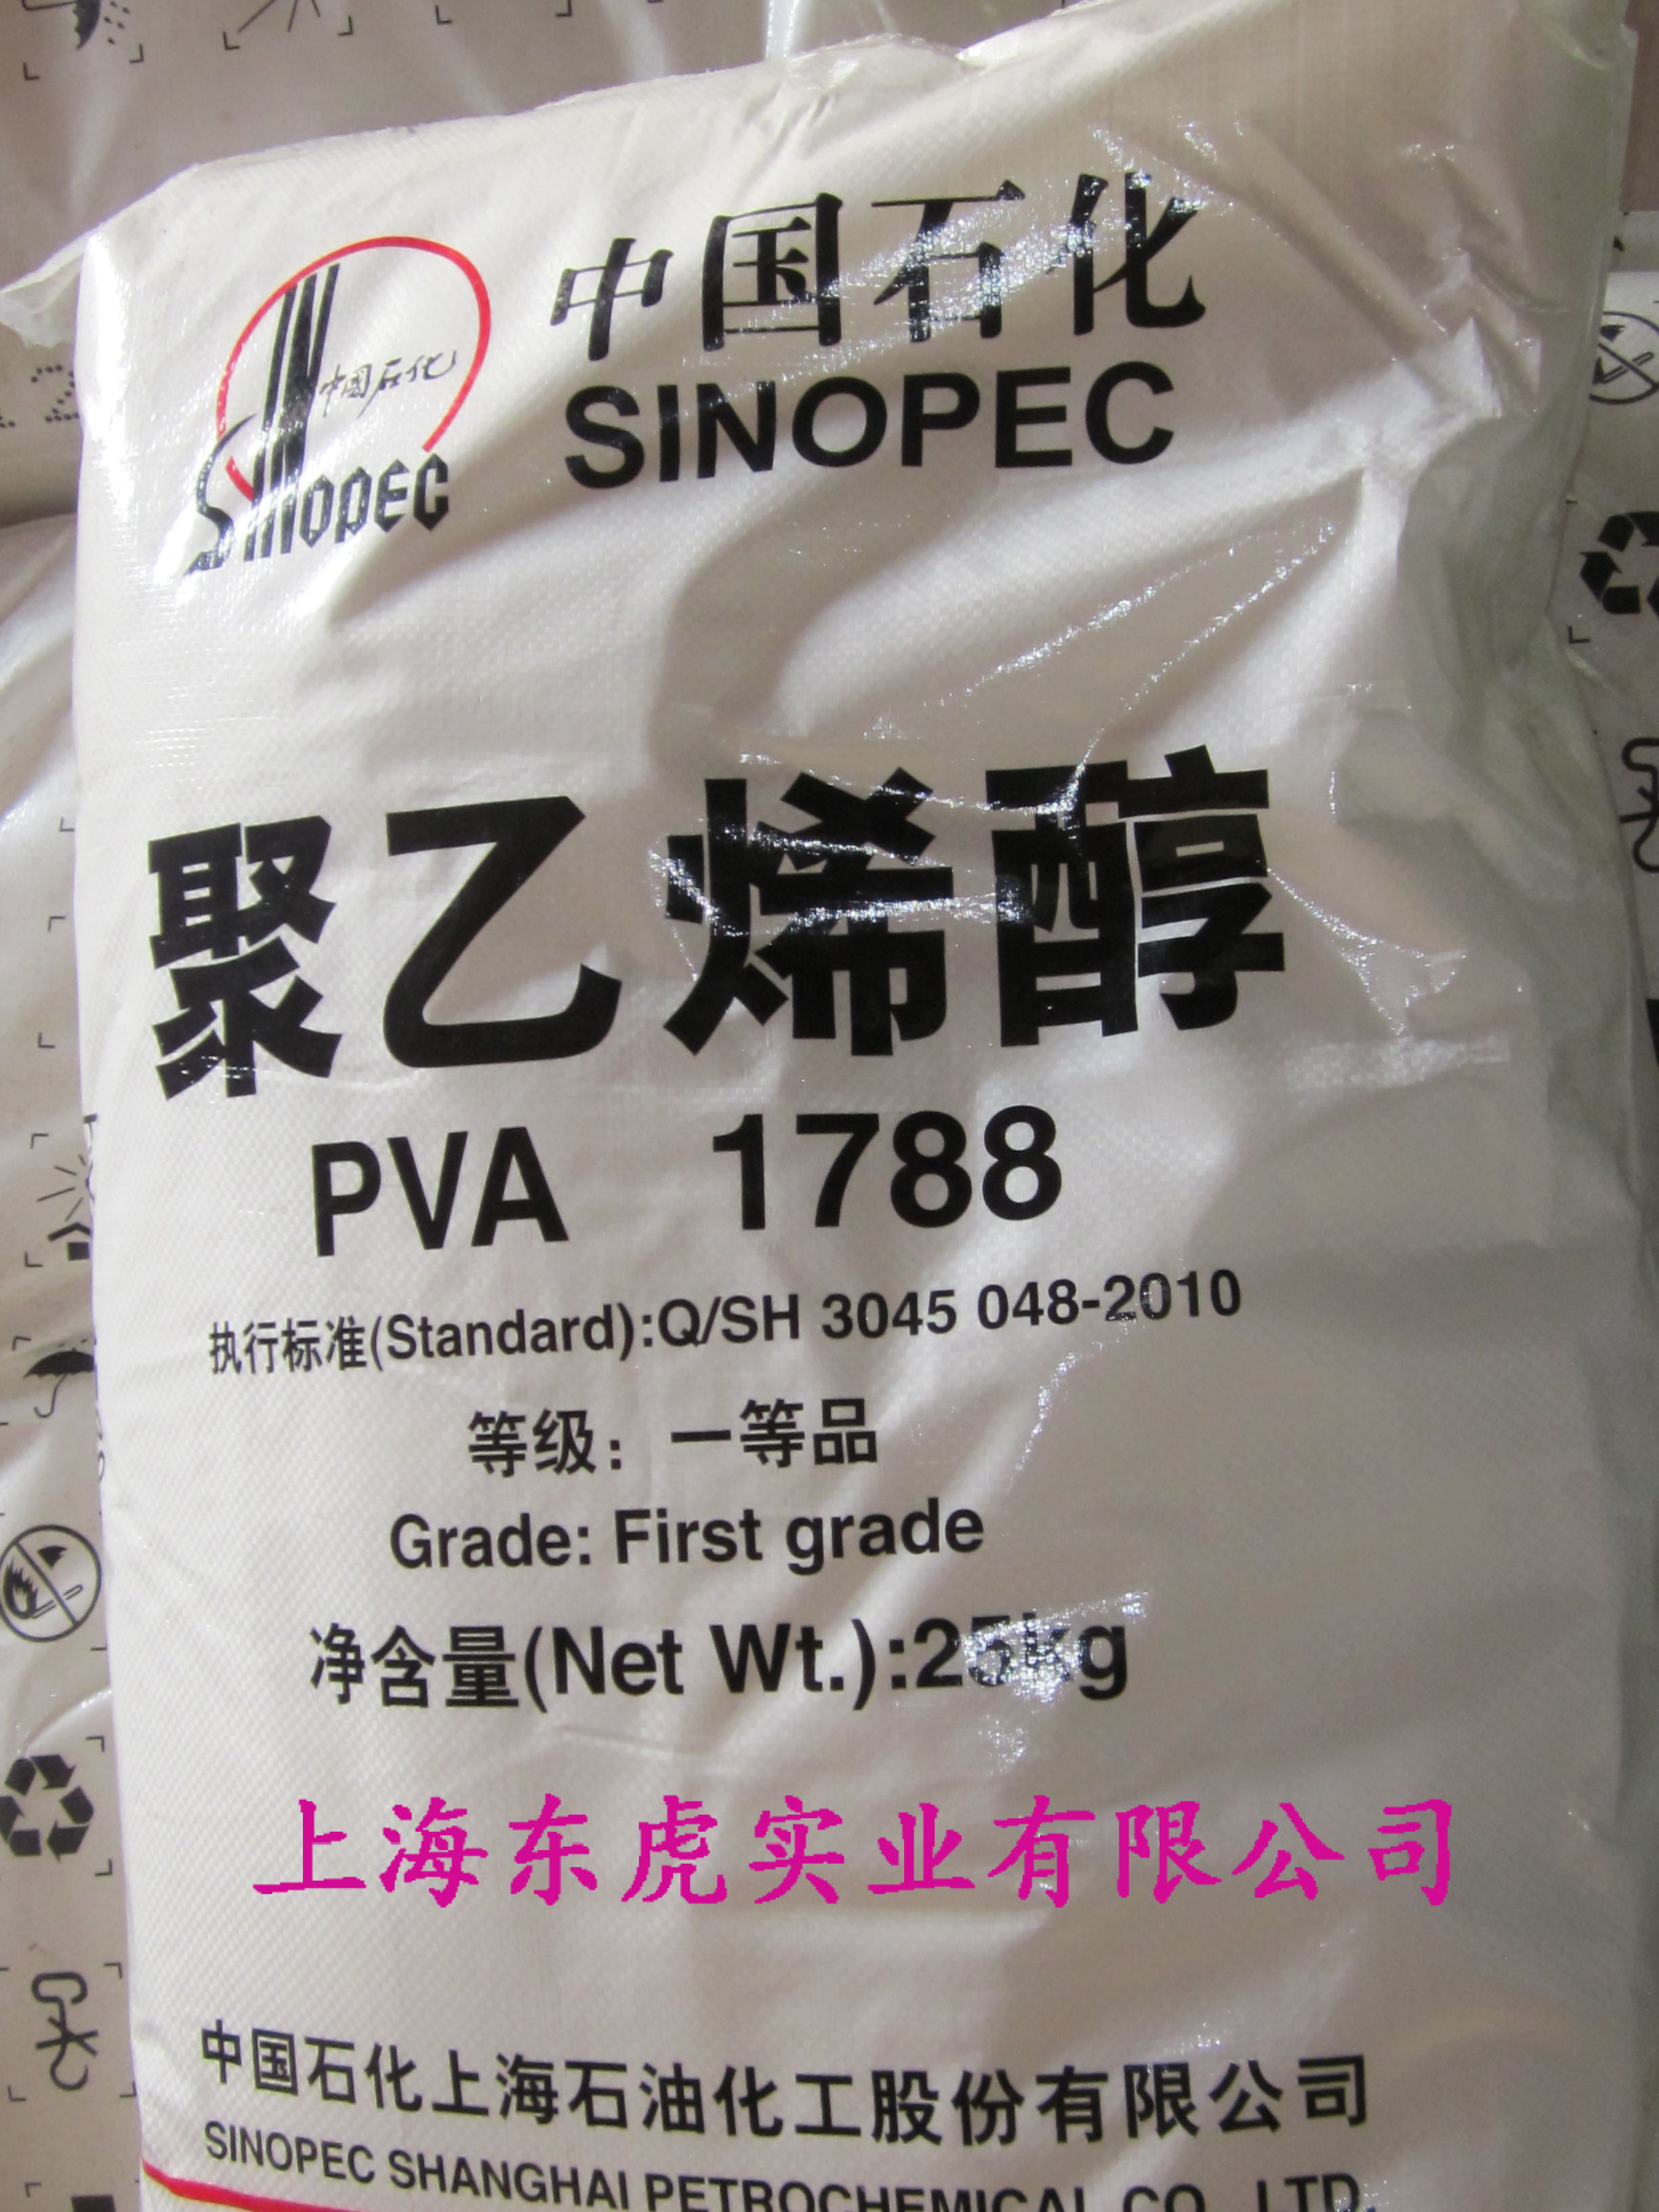 中国石化
SINOPEC
中国石化
SINOPEC
聚乙烯醇
PVA 1788
执行标准(Standard):Q/SH 3045 048-2010
等级：一等品
Grade: First grade
净含量(Net Wt.):25kg
上海东虎实业有限公司
中国石化上海石油化工股份有限公司
SINOPEC SHANGHAI PETROCHEMICAL CO., LTD.